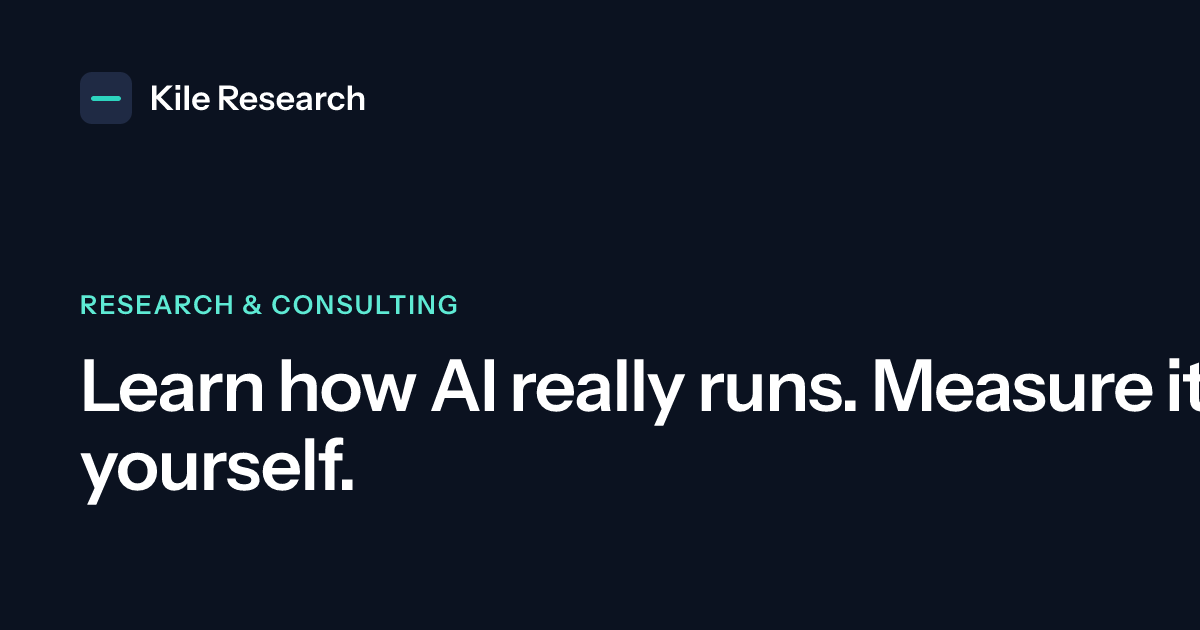 Kile Research
RESEARCH & CONSULTING
Learn how AI really runs. Measure it
yourself.